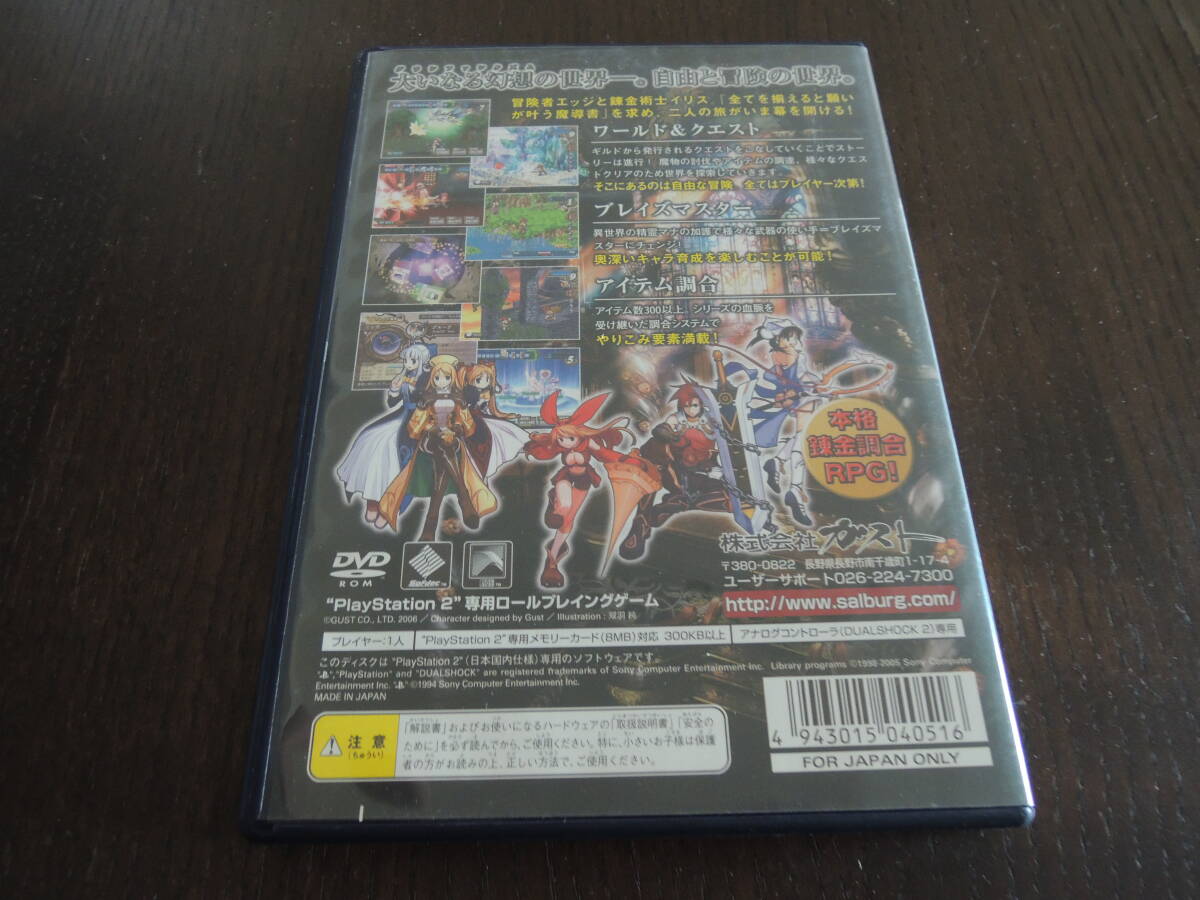 大いなる幻想の世界―。自由と冒険の世界。
冒険者エッジと錬金術士イリス。「全てを揃えると願い
が叶う魔導書」を求め、二人の旅がいま幕を開ける!
ワールド&クエスト
ギルドから発行されるクエストをこなしていくことでストー
リーは進行! 魔物の討伐やアイテムの調達、様々なクエス
トクリアのため世界を探索していきます。
そこにあるのは自由な冒険 全てはプレイヤー次第!
ブレイズマスター
異世界の精霊マナの加護で様々な武器の使い手=ブレイズマ
スターにチェンジ!
奥深いキャラ育成を楽しむことが可能!
アイテム調合
アイテム数300以上、シリーズの血脈を
受け継いだ調合システムで
やりこみ要素満載!
本格
錬金調合
RPG!
株式会社ガスト
〒380-0822 長野県長野市南千歳町1-17-4
ユーザーサポート026-224-7300
http://www.salburg.com/
DVD
ROM
Sofdec
"PlayStation 2"専用ロールプレイングゲーム
©GUST CO., LTD. 2006 / Character designed by Gust / Illustration : 双羽 純
プレイヤー:1人
"PlayStation 2"専用メモリーカード(8MB)対応 300KB以上
アナログコントローラ(DUALSHOCK 2)専用
このディスクは "PlayStation 2"(日本国内仕様)専用のソフトウェアです。
"PlayStation" and "DUALSHOCK" are registered trademarks of Sony Computer Entertainment Inc. Library programs ©1998-2005 Sony Computer
Entertainment Inc. ©1994 Sony Computer Entertainment Inc.
MADE IN JAPAN
注意
(ちゅうい)
「解説書」およびお使いになるハードウェアの「取扱説明書」「安全の
ために」を必ず読んでから、ご使用ください。特に、小さいお子様は保護
者の方がお読みの上、正しい方法で、ご使用ください。
4 943015 040516
FOR JAPAN ONLY